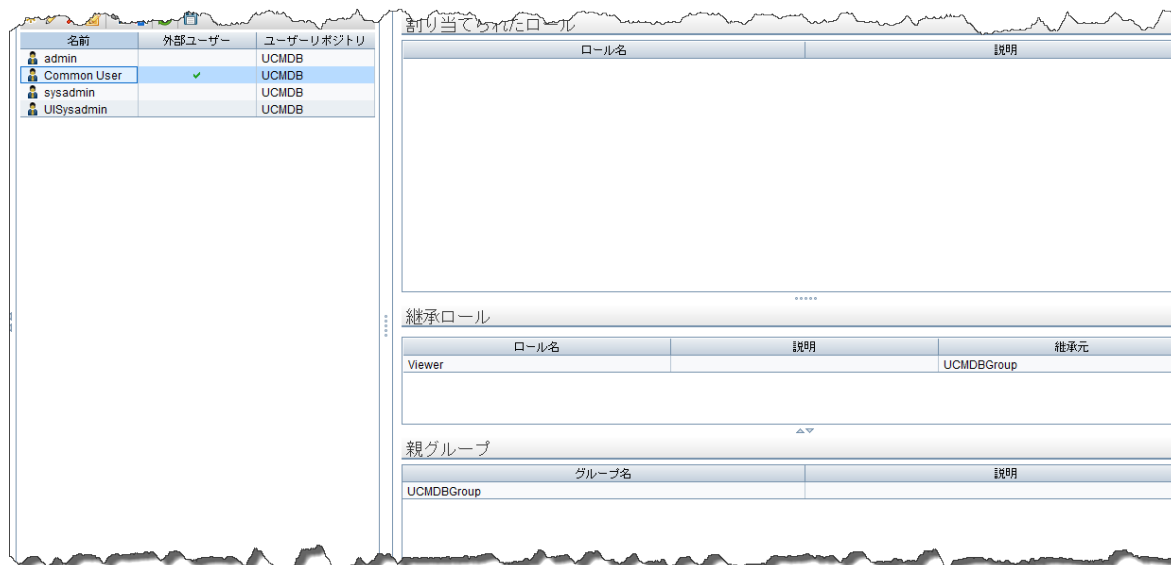 名前 外部ユーザー ユーザーリポジトリ
admin UCMDB
Common User UCMDB
sysadmin UCMDB
UISysadmin UCMDB
割り当てられたロール
ロール名 説明
継承ロール
ロール名 説明 継承元
Viewer UCMDBGroup
親グループ
グループ名 説明
UCMDBGroup